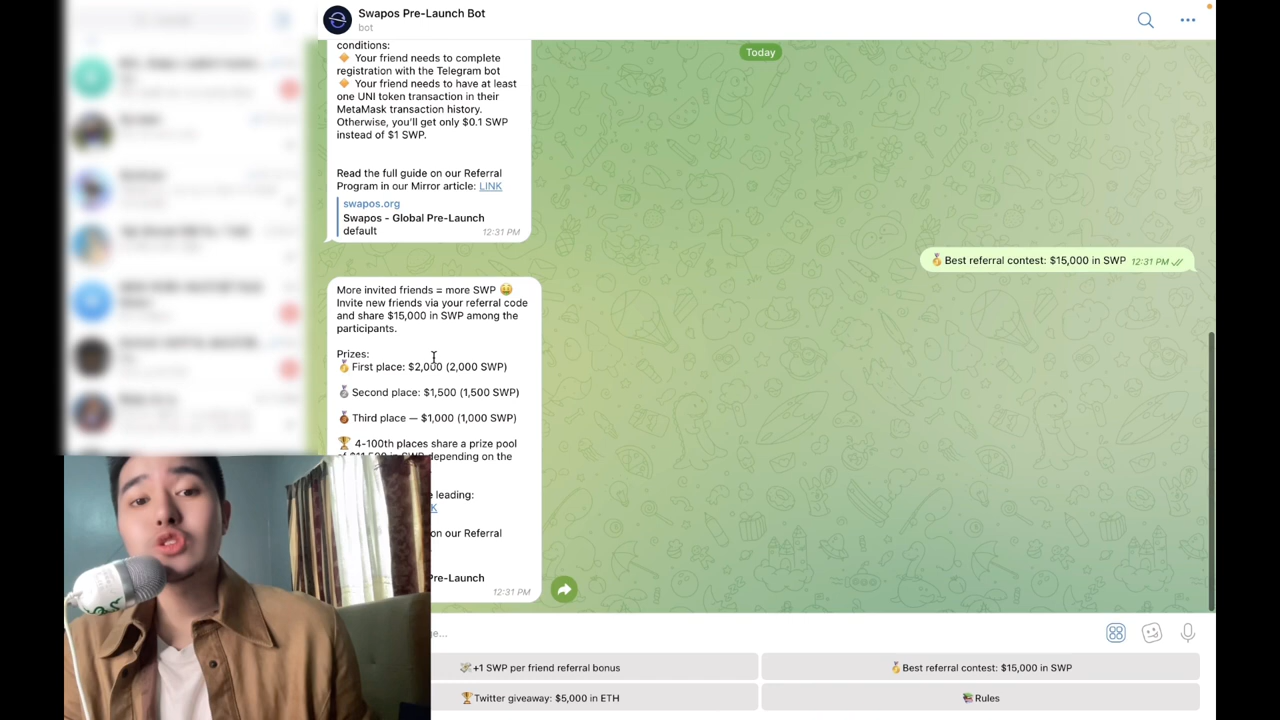 Swapos Pre-Launch Bot
bot
Today
conditions:
🔸 Your friend needs to complete
registration with the Telegram bot
🔸 Your friend needs to have at least
one UNI token transaction in their
MetaMask transaction history.
Otherwise, you'll get only $0.1 SWP
instead of $1 SWP.
Read the full guide on our Referral
Program in our Mirror article: LINK
swapos.org
Swapos - Global Pre-Launch
default
12:31 PM
🥇Best referral contest: $15,000 in SWP 12:31 PM
More invited friends = more SWP 🤑
Invite new friends via your referral code
and share $15,000 in SWP among the
participants.
Prizes:
🥇First place: $2,000 (2,000 SWP)
🥈Second place: $1,500 (1,500 SWP)
🥉Third place — $1,000 (1,000 SWP)
🏆 4-100th places share a prize pool
depending on the
leading:
on our Referral
Pre-Launch
12:31 PM
💸+1 SWP per friend referral bonus
🥇Best referral contest: $15,000 in SWP
🏆Twitter giveaway: $5,000 in ETH
📚Rules